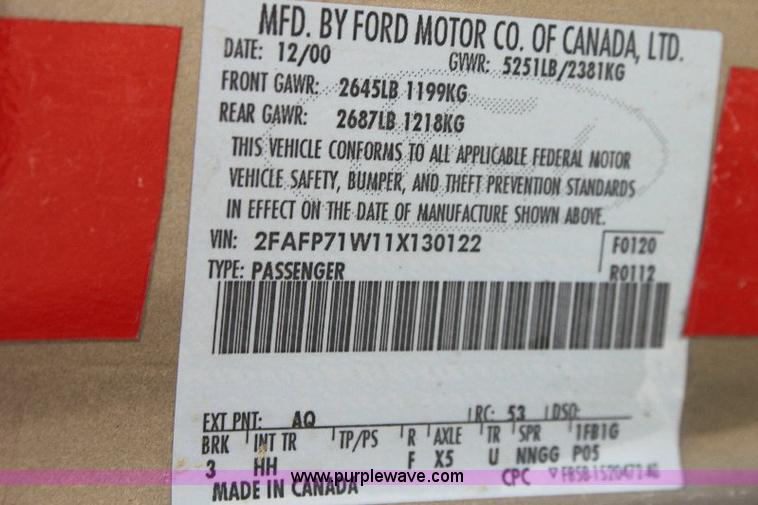 MFD. BY FORD MOTOR CO. OF CANADA, LTD.
DATE: 12/00 GVWR: 5251LB/2381KG
FRONT GAWR: 2645LB 1199KG
REAR GAWR: 2687LB 1218KG
THIS VEHICLE CONFORMS TO ALL APPLICABLE FEDERAL MOTOR
VEHICLE SAFETY, BUMPER, AND THEFT PREVENTION STANDARDS
IN EFFECT ON THE DATE OF MANUFACTURE SHOWN ABOVE.
VIN: 2FAFP71W11X130122 F0120
TYPE: PASSENGER R0112
EXT PNT: AQ RC: 53 DSO:
BRK INT TR TP/PS R AXLE TR SPR 1FB1G
3 HH F X5 U NNGG P05
MADE IN CANADA CPC
www.purplewave.com